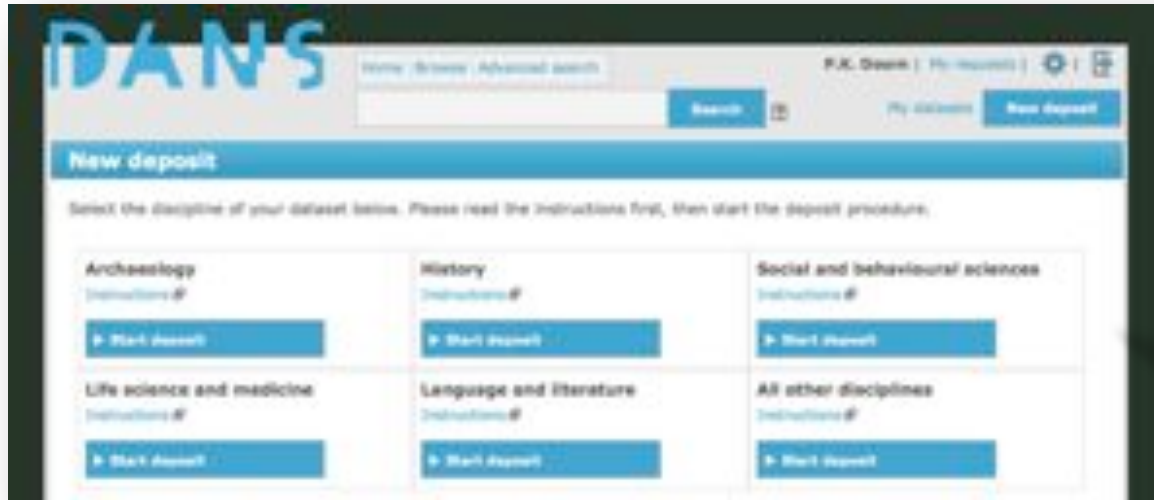 DANS
Home Browse Advanced search
P.K. Doorn | My requests |
Search
My datasets New deposit
New deposit
Select the discipline of your dataset below. Please read the instructions first, then start the deposit procedure.
Archaeology History Social and behavioural sciences
Instructions Instructions Instructions
Start deposit Start deposit Start deposit
Life science and medicine Language and literature All other disciplines
Instructions Instructions Instructions
Start deposit Start deposit Start deposit